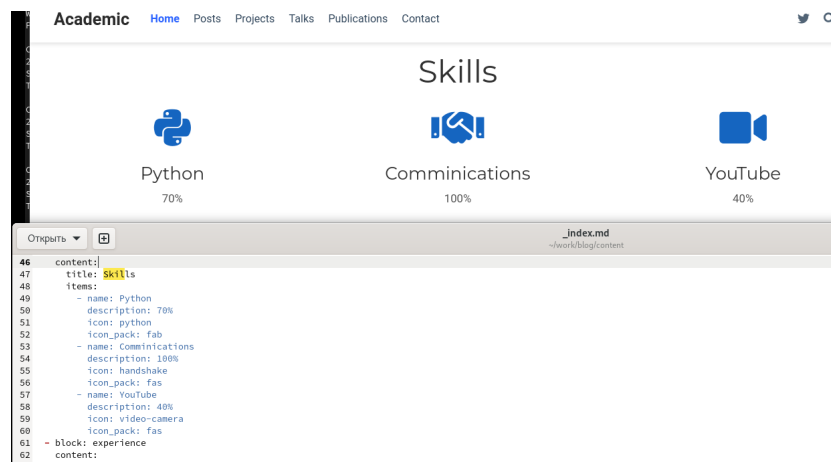 Academic Home Posts Projects Talks Publications Contact
Skills
Python Comminications YouTube
70% 100% 40%
Открыть _index.md
~/work/blog/content
46 content:
47 title: Skills
48 items:
49 - name: Python
50 description: 70%
51 icon: python
52 icon_pack: fab
53 - name: Comminications
54 description: 100%
55 icon: handshake
56 icon_pack: fas
57 - name: YouTube
58 description: 40%
59 icon: video-camera
60 icon_pack: fas
61 - block: experience
62 content: